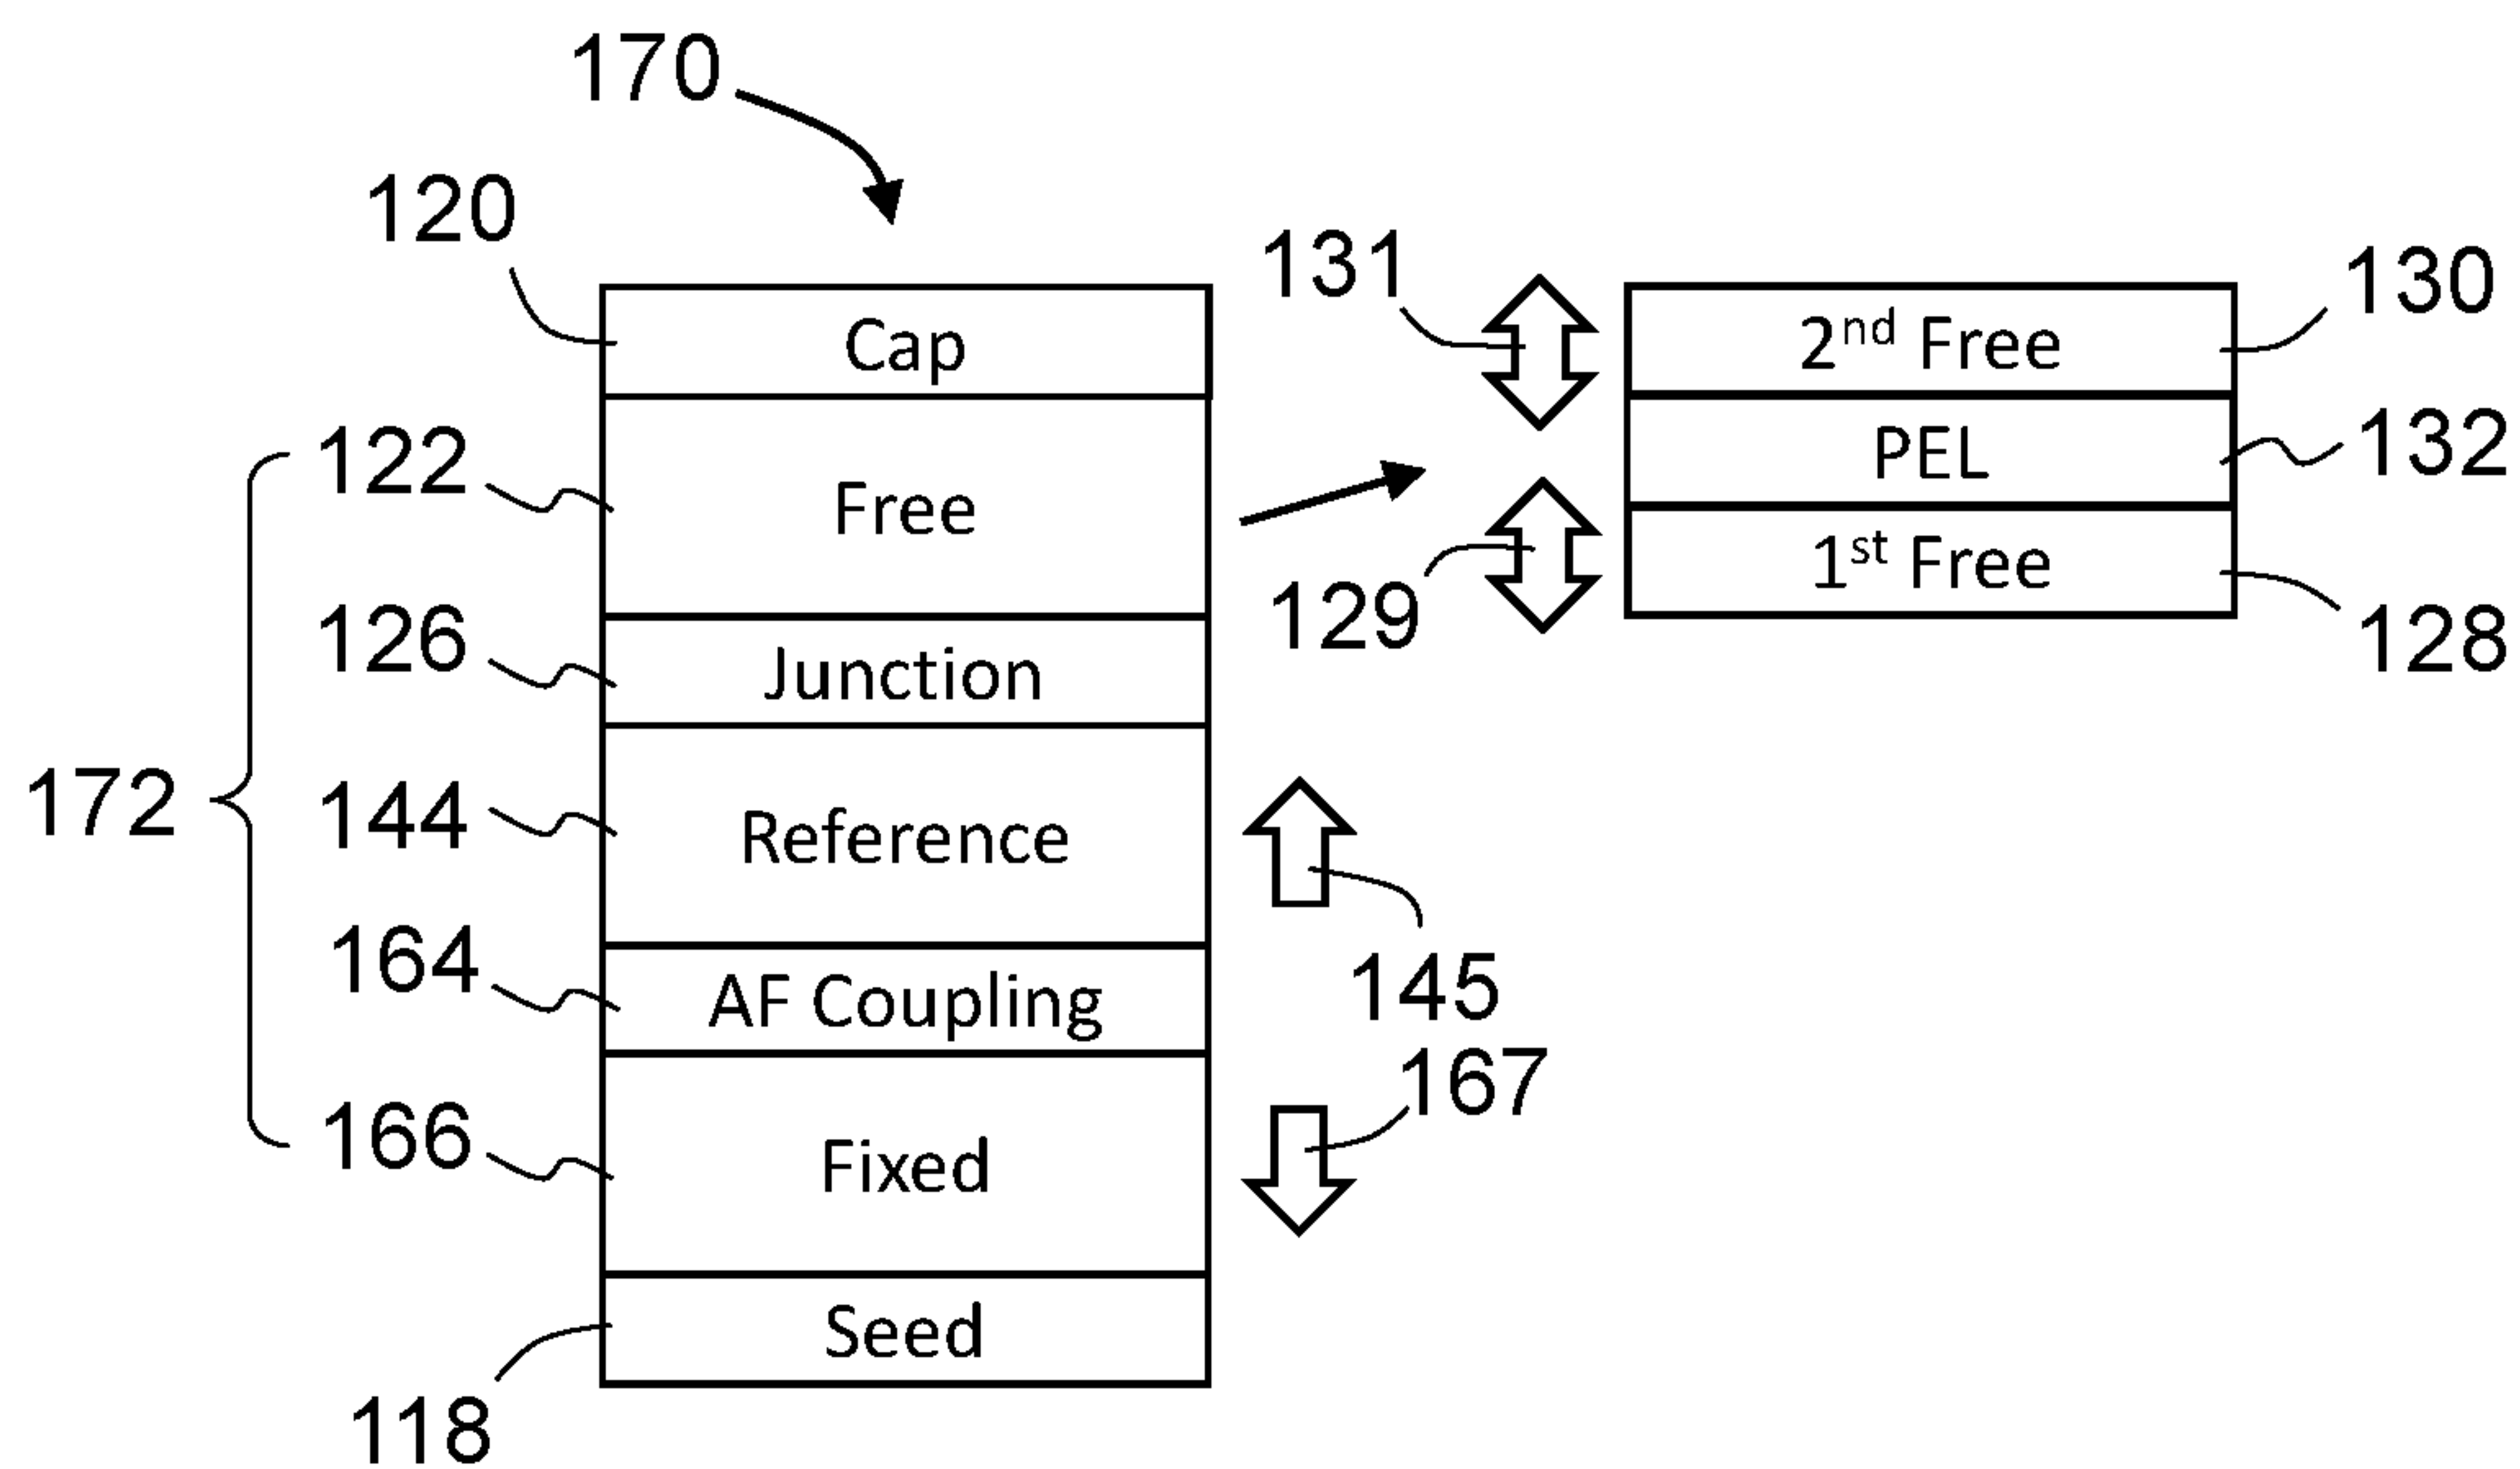 170
120
Cap
131
2nd Free
130
122
Free
PEL
132
126
Junction
129
1st Free
128
172
144
Reference
145
164
AF Coupling
167
166
Fixed
118
Seed